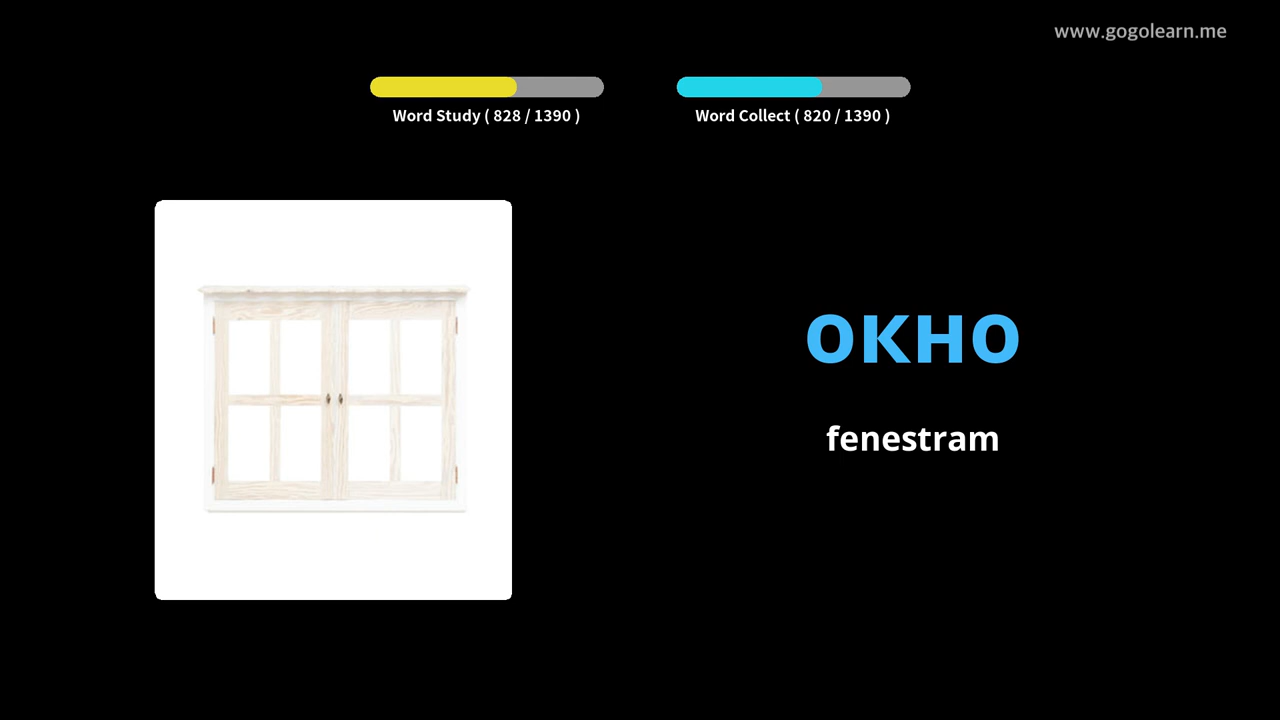 www.gogolearn.me
Word Study ( 828 / 1390 )
Word Collect ( 820 / 1390 )
окно
fenestram